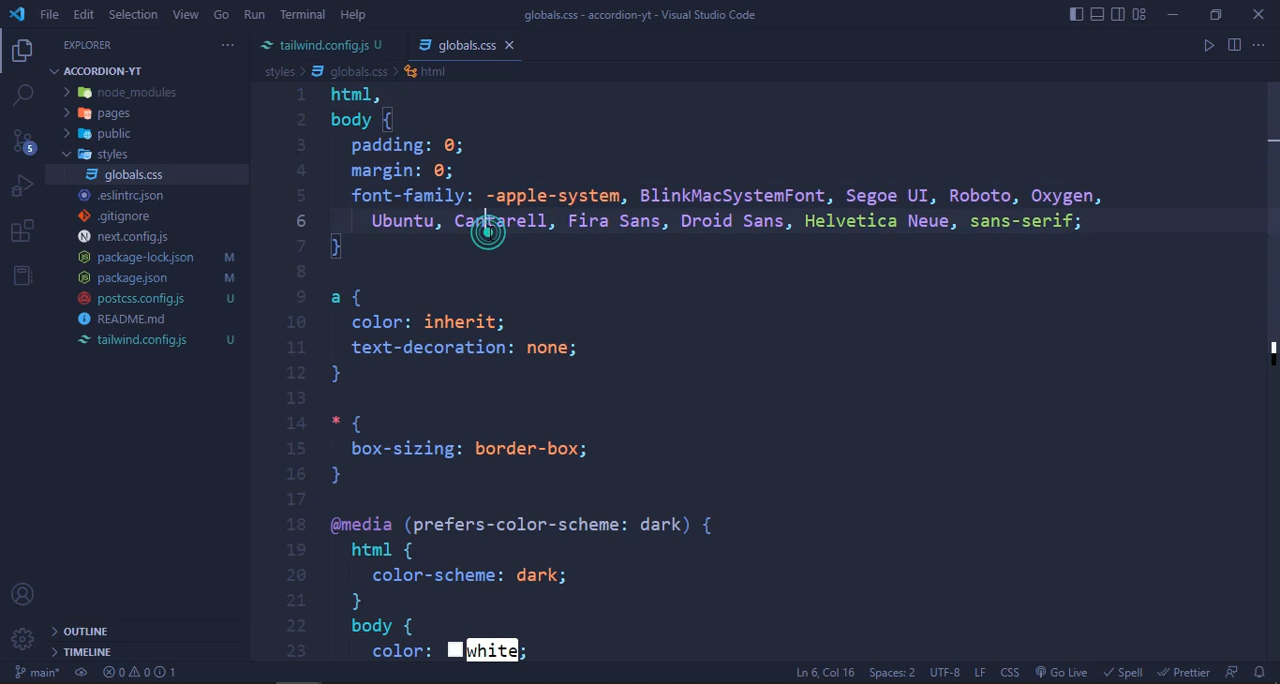 File Edit Selection View Go Run Terminal Help
globals.css - accordion-yt - Visual Studio Code
EXPLORER
ACCORDION-YT
node_modules
pages
public
styles
globals.css
.eslintrc.json
.gitignore
next.config.js
package-lock.json M
package.json M
postcss.config.js U
README.md
tailwind.config.js U
OUTLINE
TIMELINE
5
tailwind.config.js U
globals.css
styles > globals.css > html
1 html,
2 body {
3 padding: 0;
4 margin: 0;
5 font-family: -apple-system, BlinkMacSystemFont, Segoe UI, Roboto, Oxygen,
6 Ubuntu, Cantarell, Fira Sans, Droid Sans, Helvetica Neue, sans-serif;
7 }
8
9 a {
10 color: inherit;
11 text-decoration: none;
12 }
13
14 * {
15 box-sizing: border-box;
16 }
17
18 @media (prefers-color-scheme: dark) {
19 html {
20 color-scheme: dark;
21 }
22 body {
23 color: white;
main* 0 0 1
Ln 6, Col 16 Spaces: 2 UTF-8 LF CSS Go Live Spell Prettier